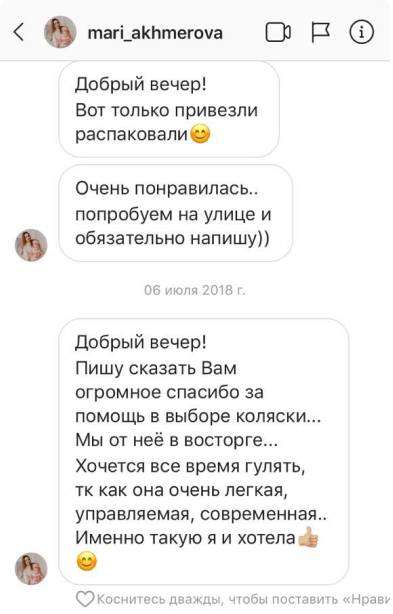 mari_akhmerova
Добрый вечер!
Вот только привезли
распаковали😊
Очень понравилась..
попробуем на улице и
обязательно напишу))
06 июля 2018 г.
Добрый вечер!
Пишу сказать Вам
огромное спасибо за
помощь в выборе коляски...
Мы от неё в восторге...
Хочется все время гулять,
тк как она очень легкая,
управляемая, современная..
Именно такую я и хотела👍🏼
😊
Коснитесь дважды, чтобы поставить «Нрави